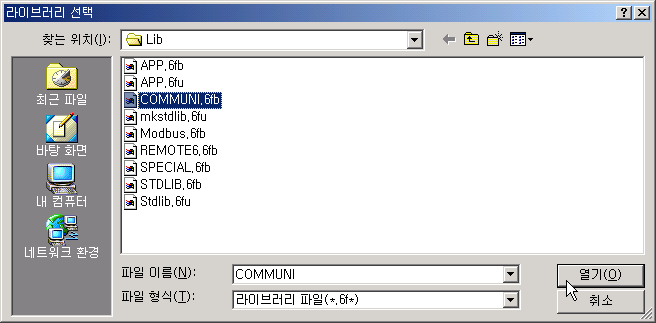 라이브러리 선택
찾는 위치(I): Lib
APP.6fb
APP.6fu
COMMUNI.6fb
mkstdlib.6fu
Modbus.6fb
REMOTE6.6fb
SPECIAL.6fb
STDLIB.6fb
Stdlib.6fu
최근 파일
바탕 화면
내 컴퓨터
네트워크 환경
파일 이름(N): COMMUNI 열기(O)
파일 형식(T): 라이브러리 파일(*.6f*) 취소